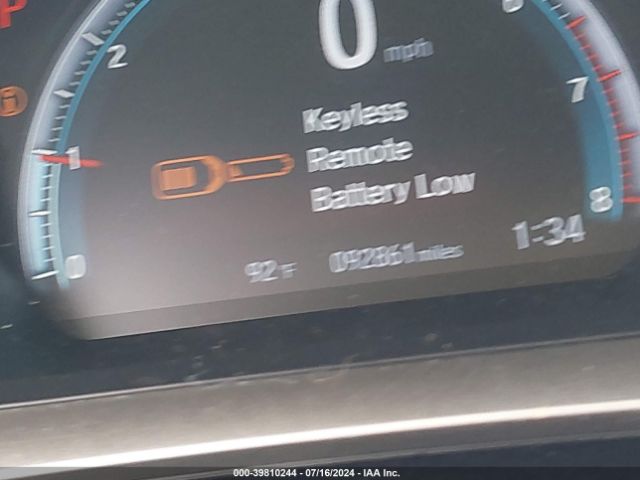 P
0 mph
6
2
7
Keyless
1
Remote
Battery Low
8
0
92°F 092861 miles 1:34
000-39810244 - 07/16/2024 - IAA Inc.